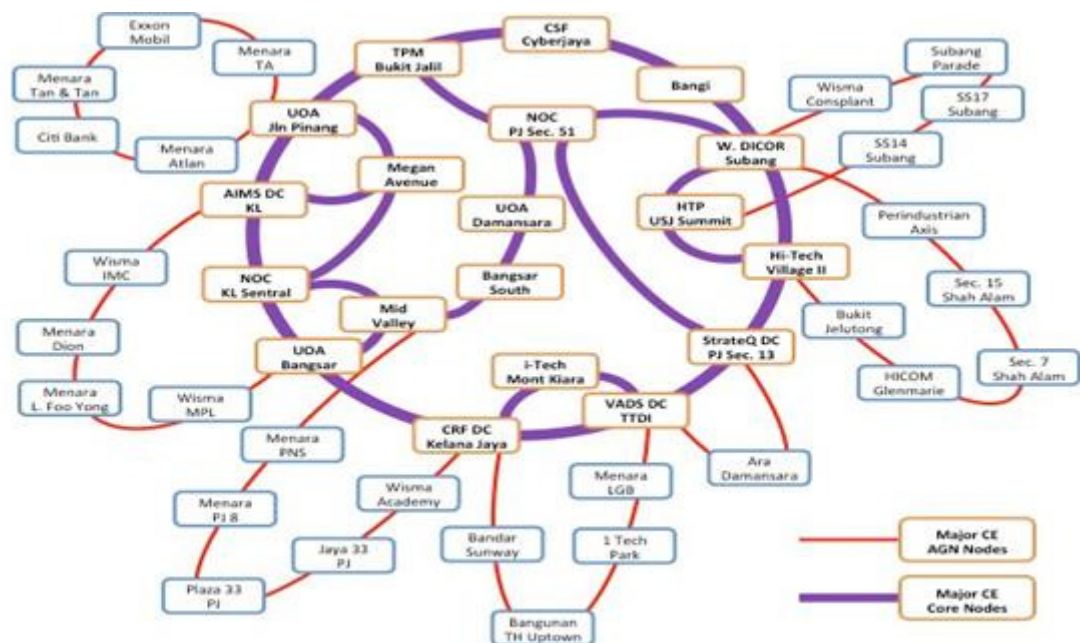 Exxon
Mobil
Menara
TA
Menara
Tan & Tan
Citi Bank
Menara
Atlan
TPM
Bukit Jalil
CSF
Cyberjaya
Bangi
UOA
Jln Pinang
NOC
PJ Sec. 51
Megan
Avenue
AIMS DC
KL
UOA
Damansara
W. DICOR
Subang
HTP
USJ Summit
Wisma
Consplant
Subang
Parade
SS17
Subang
SS14
Subang
Perindustrian
Axis
Wisma
IMC
NOC
KL Sentral
Bangsar
South
Mid
Valley
Hi-Tech
Village II
Sec. 15
Shah Alam
Bukit
Jelutong
Menara
Dion
UOA
Bangsar
i-Tech
Mont Kiara
StrateQ DC
PJ Sec. 13
HICOM
Glenmarie
Sec. 7
Shah Alam
Menara
L. Foo Yong
Wisma
MPL
VADS DC
TTDI
CRF DC
Kelana Jaya
Menara
PNS
Wisma
Academy
Menara
LGB
Ara
Damansara
Menara
PJ 8
Jaya 33
PJ
Bandar
Sunway
1 Tech
Park
Plaza 33
PJ
Bangunan
TH Uptown
Major CE
AGN Nodes
Major CE
Core Nodes